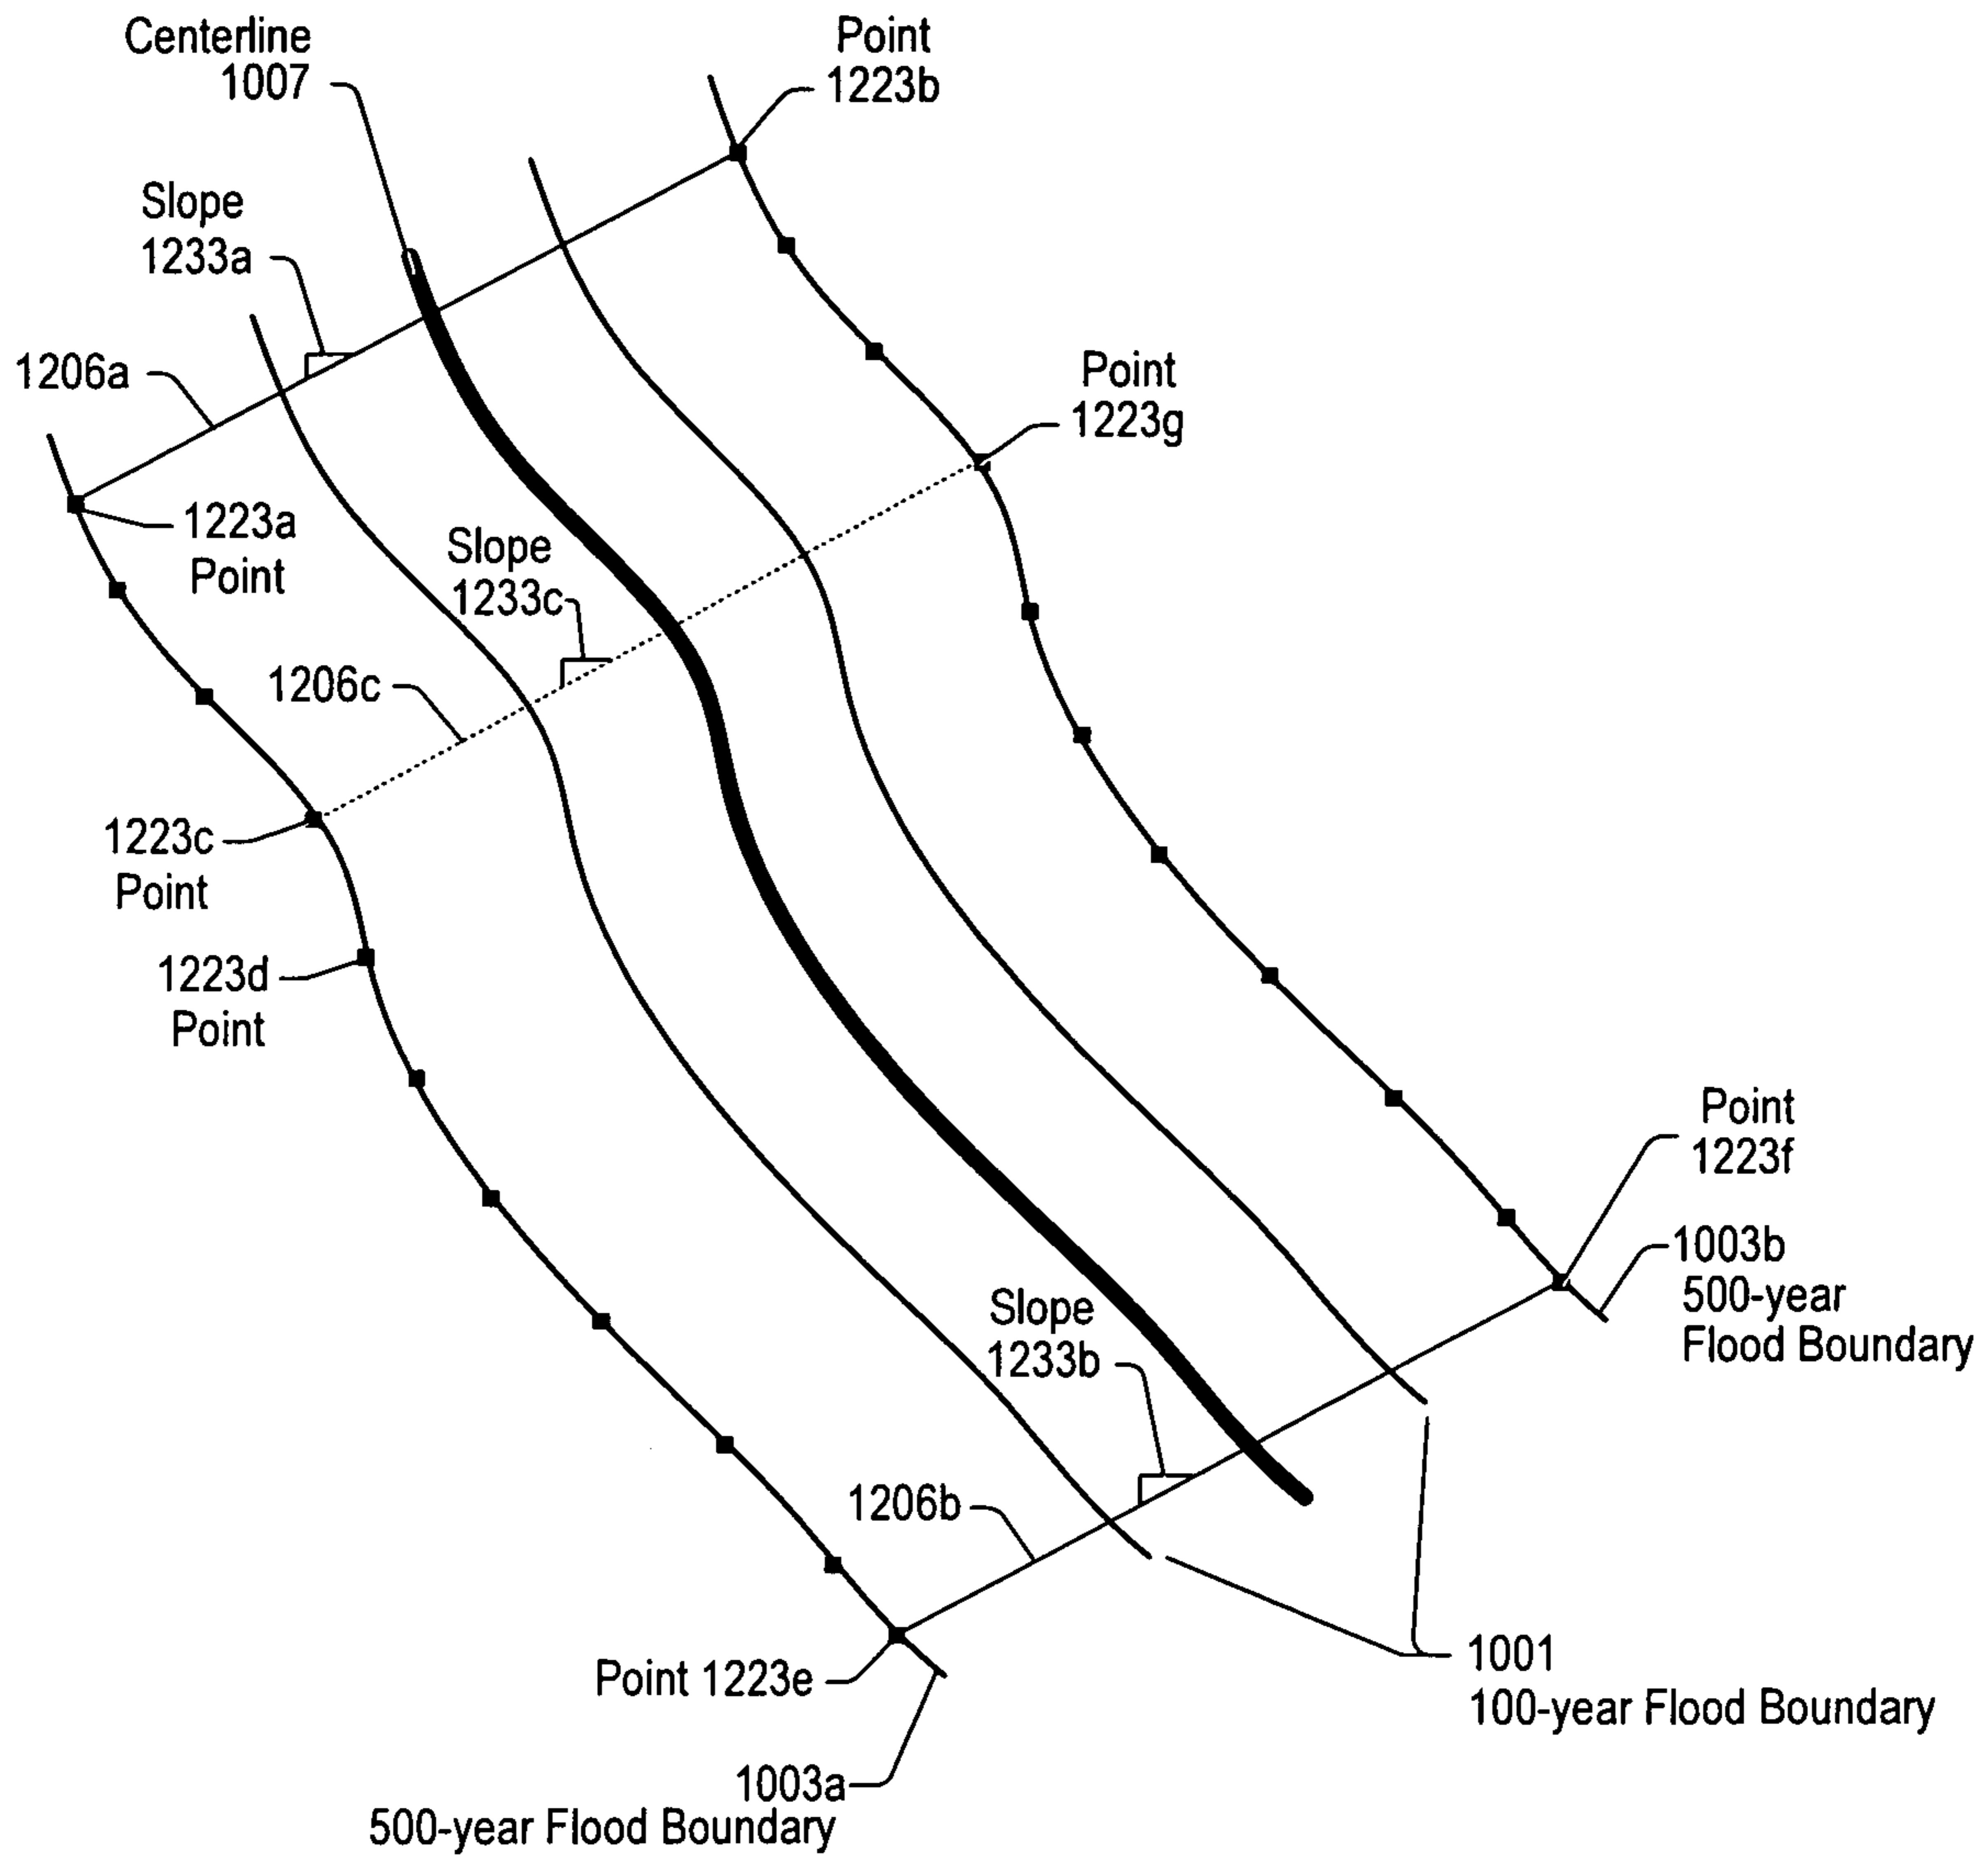 Centerline
1007
Point
1223b
Slope
1233a
1206a
Point
1223g
1223a
Point
Slope
1233c
1206c
1223c
Point
1223d
Point
Point
1223f
1003b
500-year
Flood Boundary
Slope
1233b
1206b
Point 1223e
1001
100-year Flood Boundary
1003a
500-year Flood Boundary